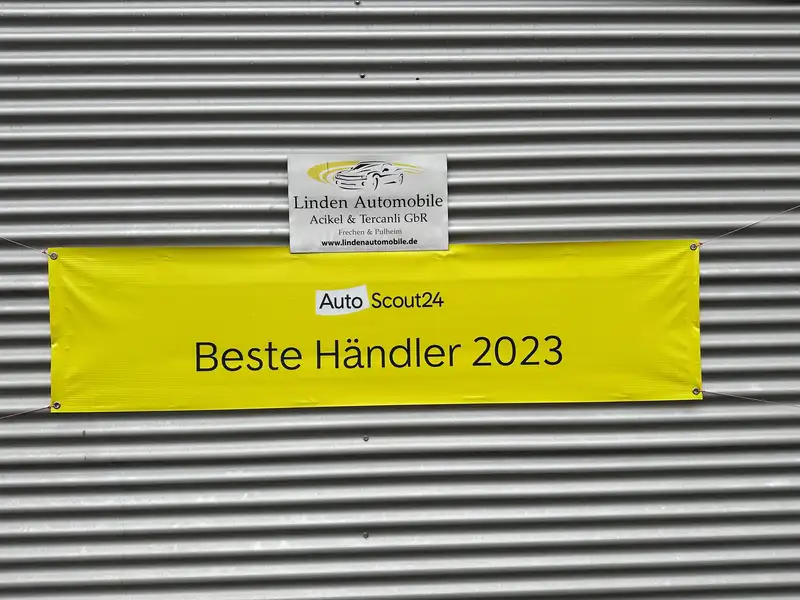 Linden Automobile
Acikel & Tercanli GbR
Frechen & Pulheim
www.lindenautomobile.de
Auto Scout24
Beste Händler 2023